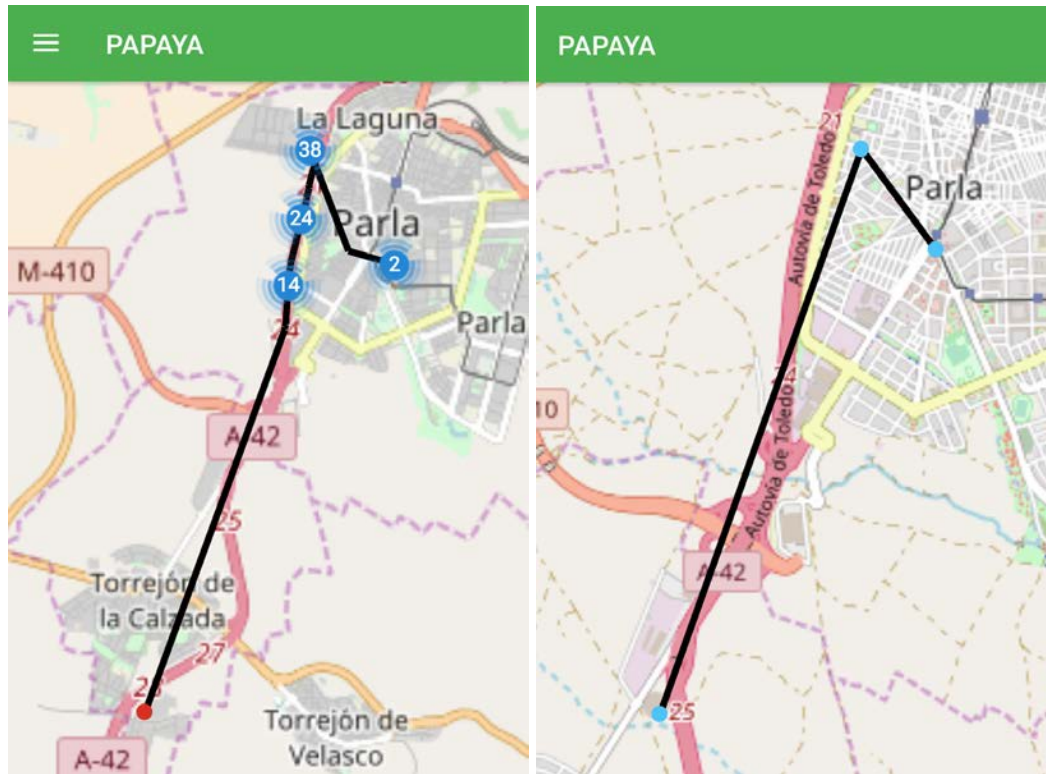 PAPAYA
La Laguna
38
24
Parla
2
14
M-410
24
Parla
A-42
25
Torrejón de
la Calzada
27
Torrejón de
Velasco
A-42
PAPAYA
21
Autovía de Toledo
Parla
Autovía de Toledo
10
A-42
25